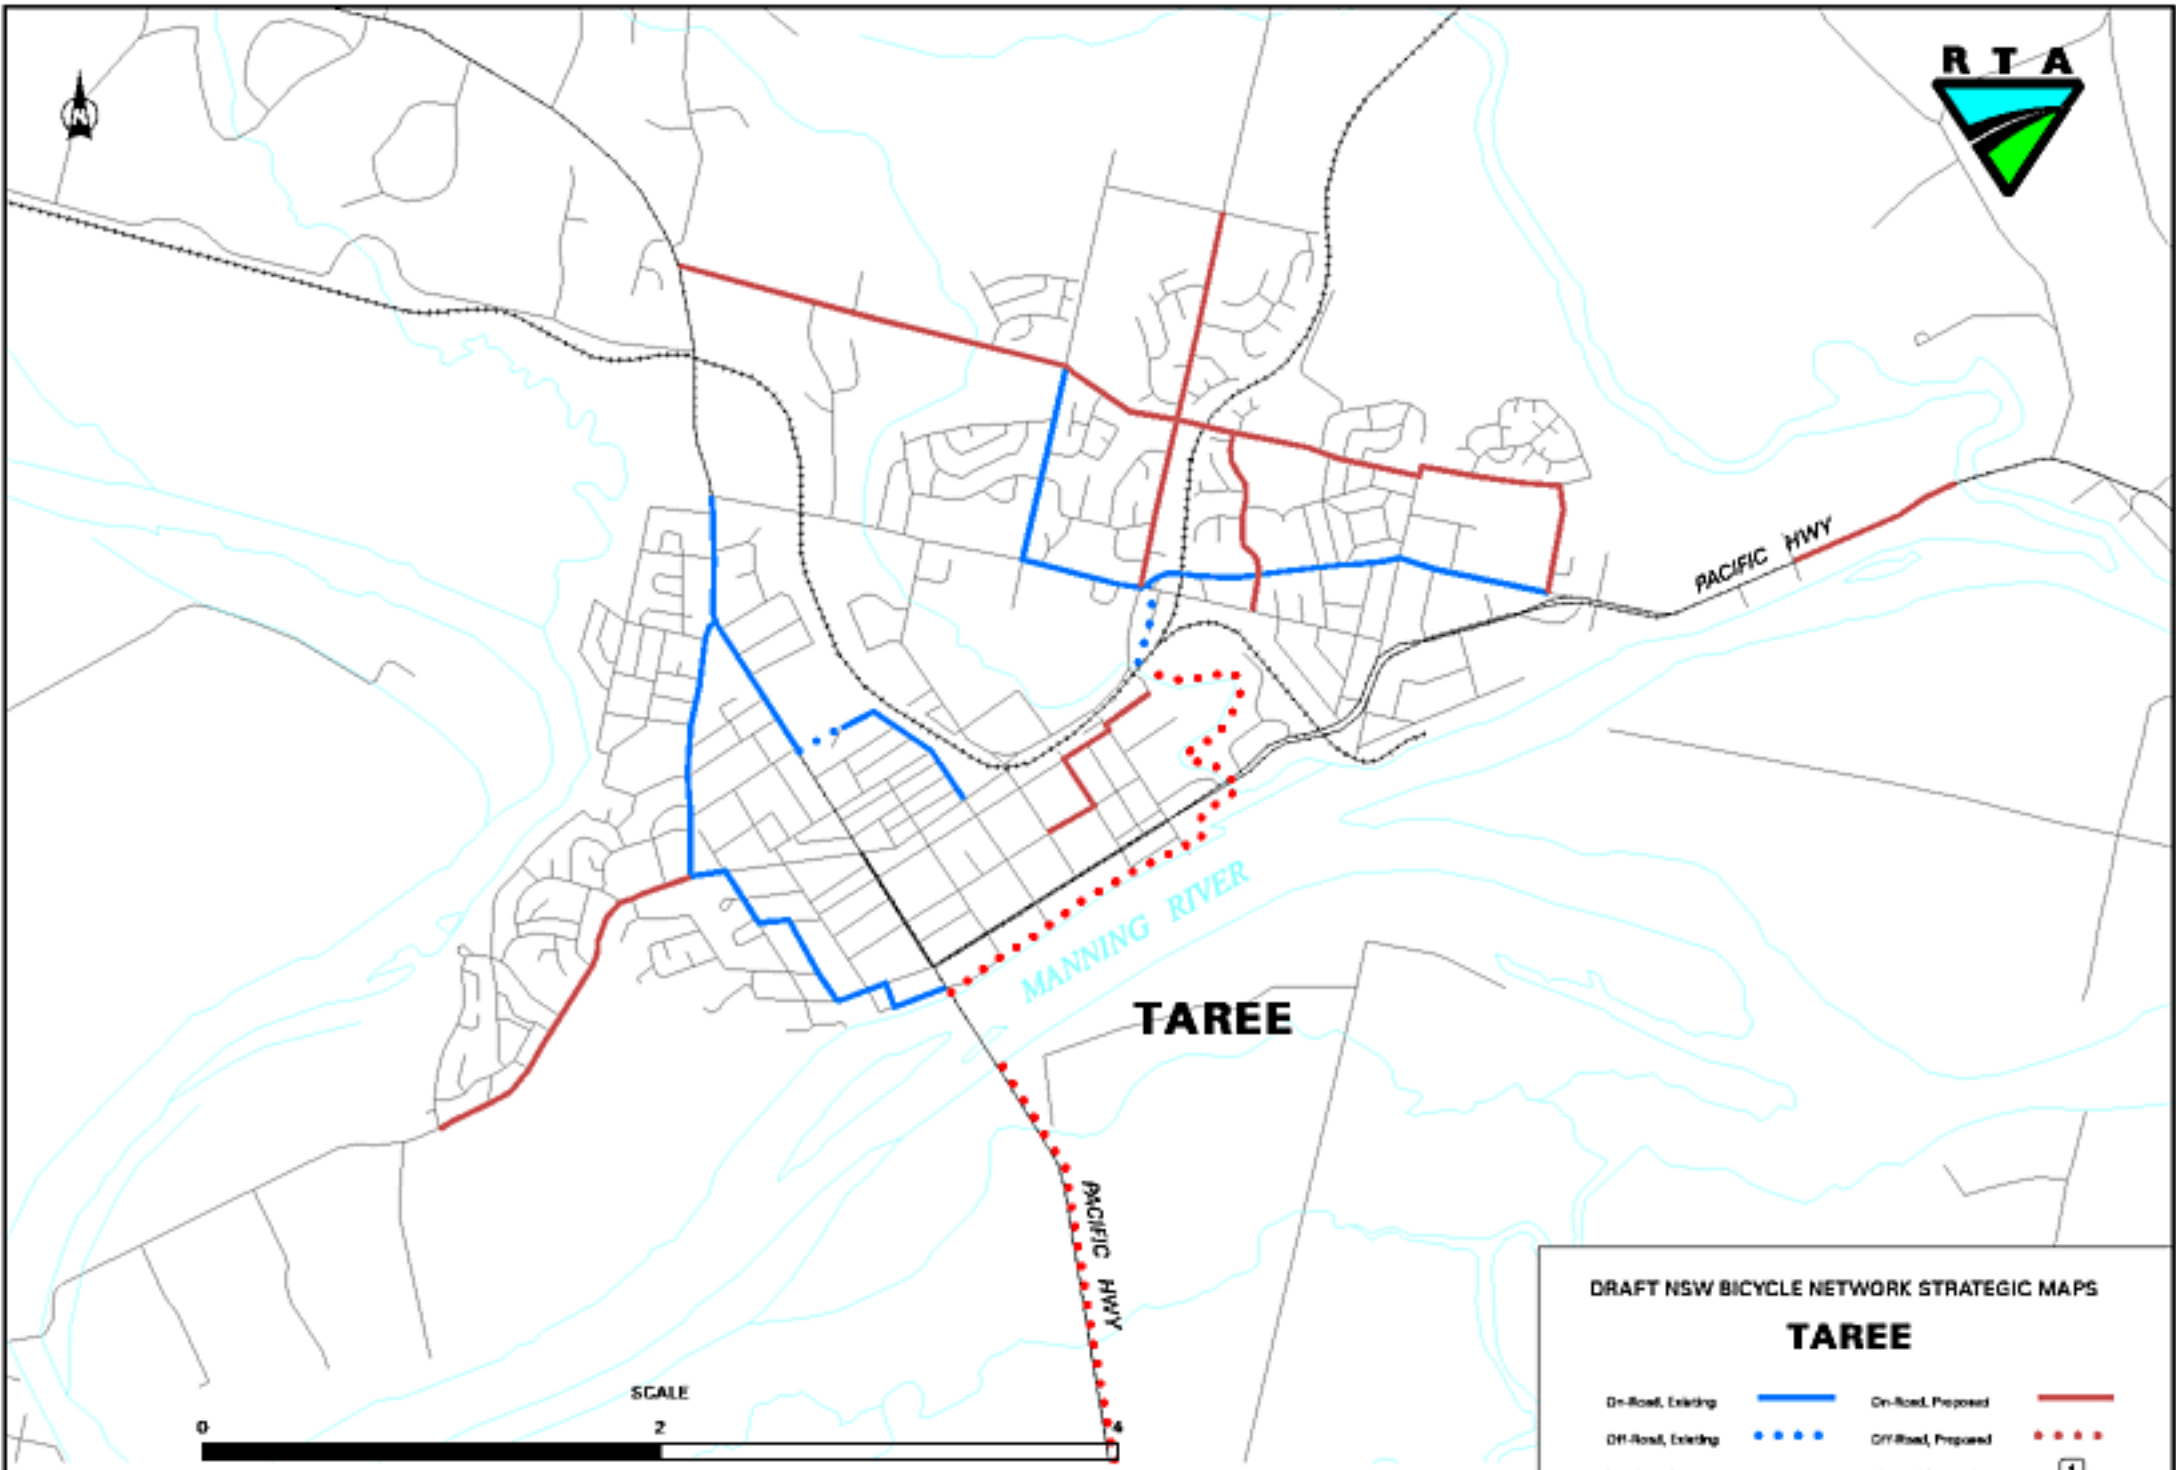 N
R T A
PACIFIC HWY
MANNING RIVER
TAREE
PACIFIC HWY
DRAFT NSW BICYCLE NETWORK STRATEGIC MAPS
TAREE
On-Road, Existing
On-Road, Proposed
Off-Road, Existing
Off-Road, Proposed
SCALE
0 2 4